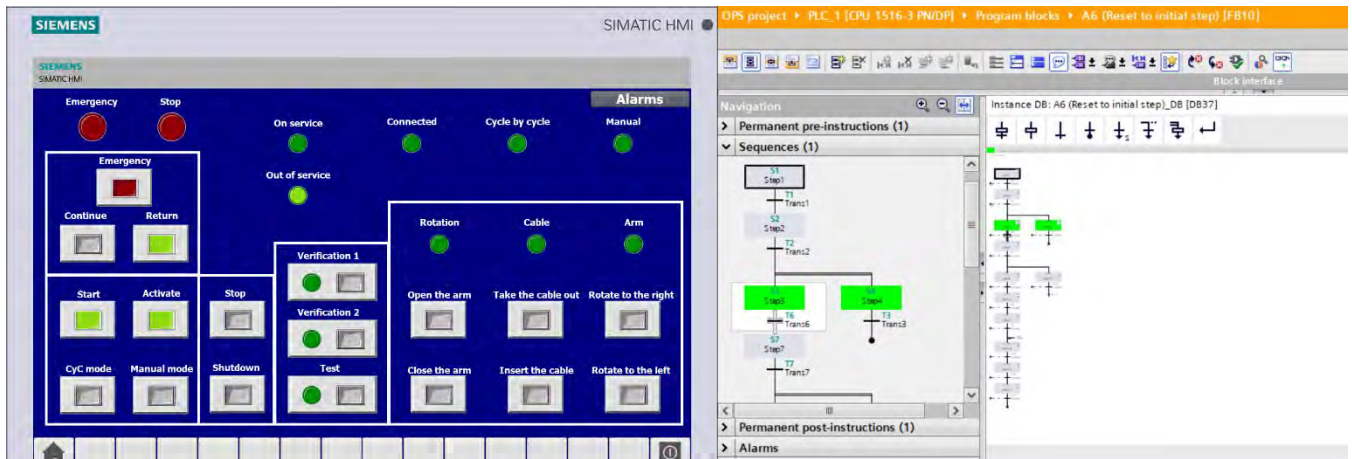 SIEMENS
SIMATIC HMI
SIEMENS
SIMATIC HMI
Alarms
Emergency
Stop
On service
Connected
Cycle by cycle
Manual
Emergency
Out of service
Continue
Return
Rotation
Cable
Arm
Verification 1
Start
Activate
Stop
Open the arm
Take the cable out
Rotate to the right
Verification 2
CyC mode
Manual mode
Shutdown
Test
Close the arm
Insert the cable
Rotate to the left
OPS project
PLC_1 [CPU 1516-3 PN/DP]
Program blocks
A6 (Reset to initial step) [FB10]
Block interface
Navigation
Instance DB: A6 (Reset to initial step)_DB [DB37]
Permanent pre-instructions (1)
Sequences (1)
S1
Step1
T1
Trans1
S2
Step2
T2
Trans2
Step3
S4
Step4
T6
Trans6
T3
Trans3
S7
Step7
T7
Trans7
Permanent post-instructions (1)
Alarms